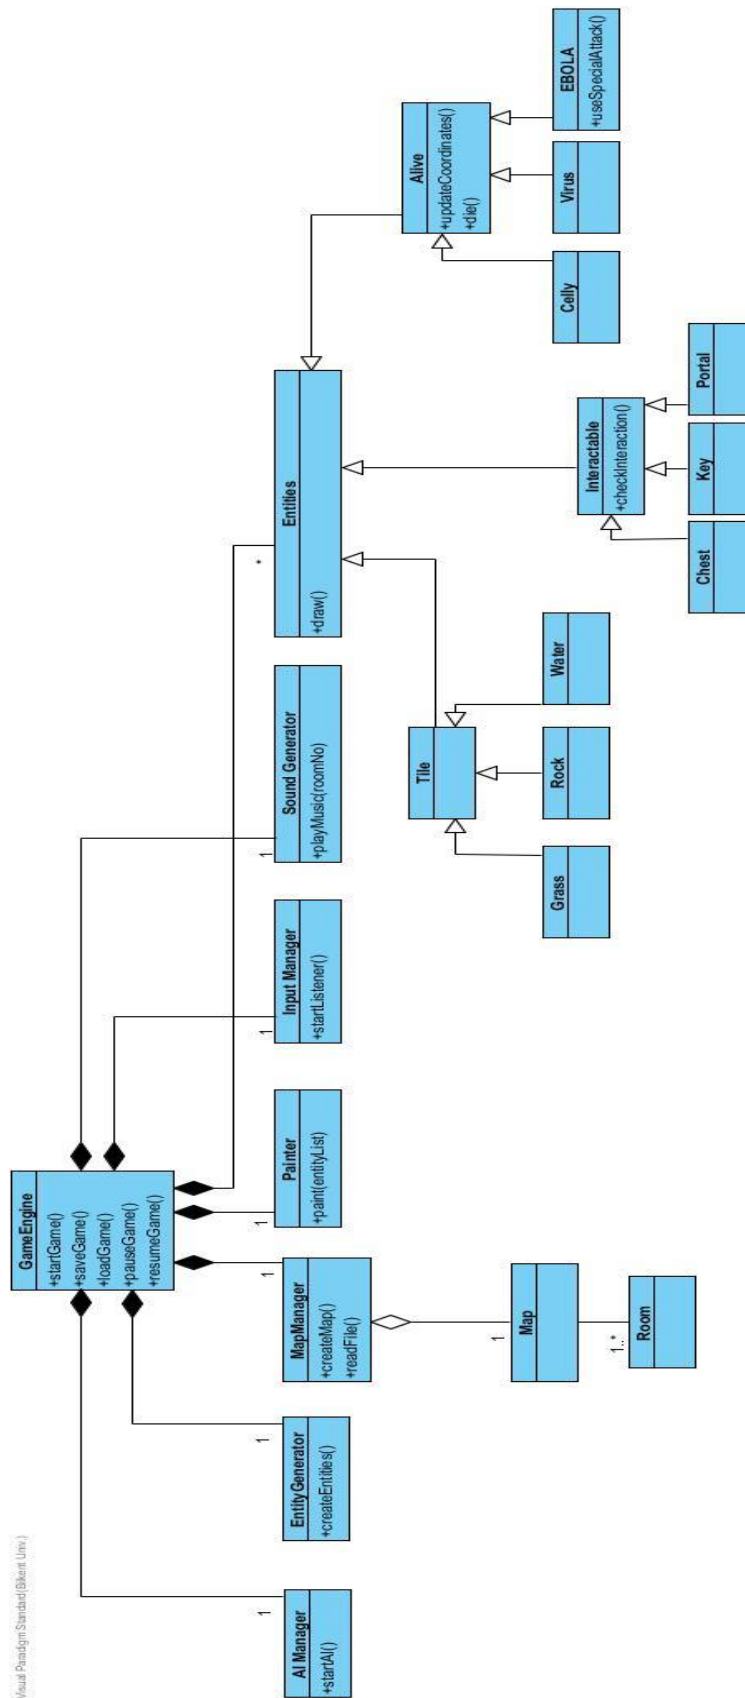 Visual Paradigm Standard(Bilkent Univ.)
GameEngine
+startGame()
+saveGame()
+loadGame()
+pauseGame()
+resumeGame()
AI Manager
+startAI()
1
EntityGenerator
+createEntities()
1
MapManager
+createMap()
+readFile()
1
Painter
+paint(entityList)
1
Input Manager
+startListener()
1
Sound Generator
+playMusic(roomNo)
1
Entities
+draw()
*
Map
1
Room
1..*
Tile
Grass
Rock
Water
Interactable
+checkInteraction()
Chest
Key
Portal
Alive
+updateCoordinates()
+die()
Celly
Virus
EBOLA
+useSpecialAttack()